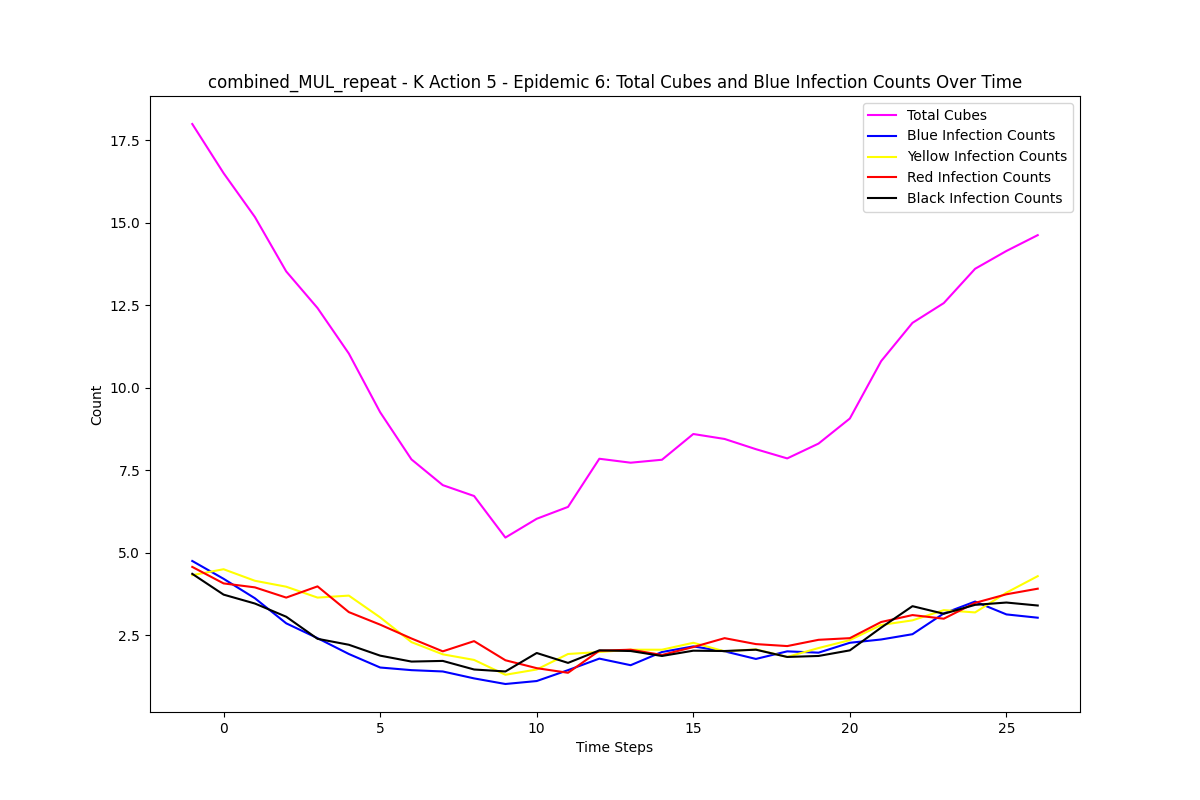 combined_MUL_repeat - K Action 5 - Epidemic 6: Total Cubes and Blue Infection Counts Over Time
Total Cubes
Blue Infection Counts
Yellow Infection Counts
Red Infection Counts
Black Infection Counts
17.5
15.0
12.5
10.0
7.5
5.0
2.5
Count
0 5 10 15 20 25
Time Steps